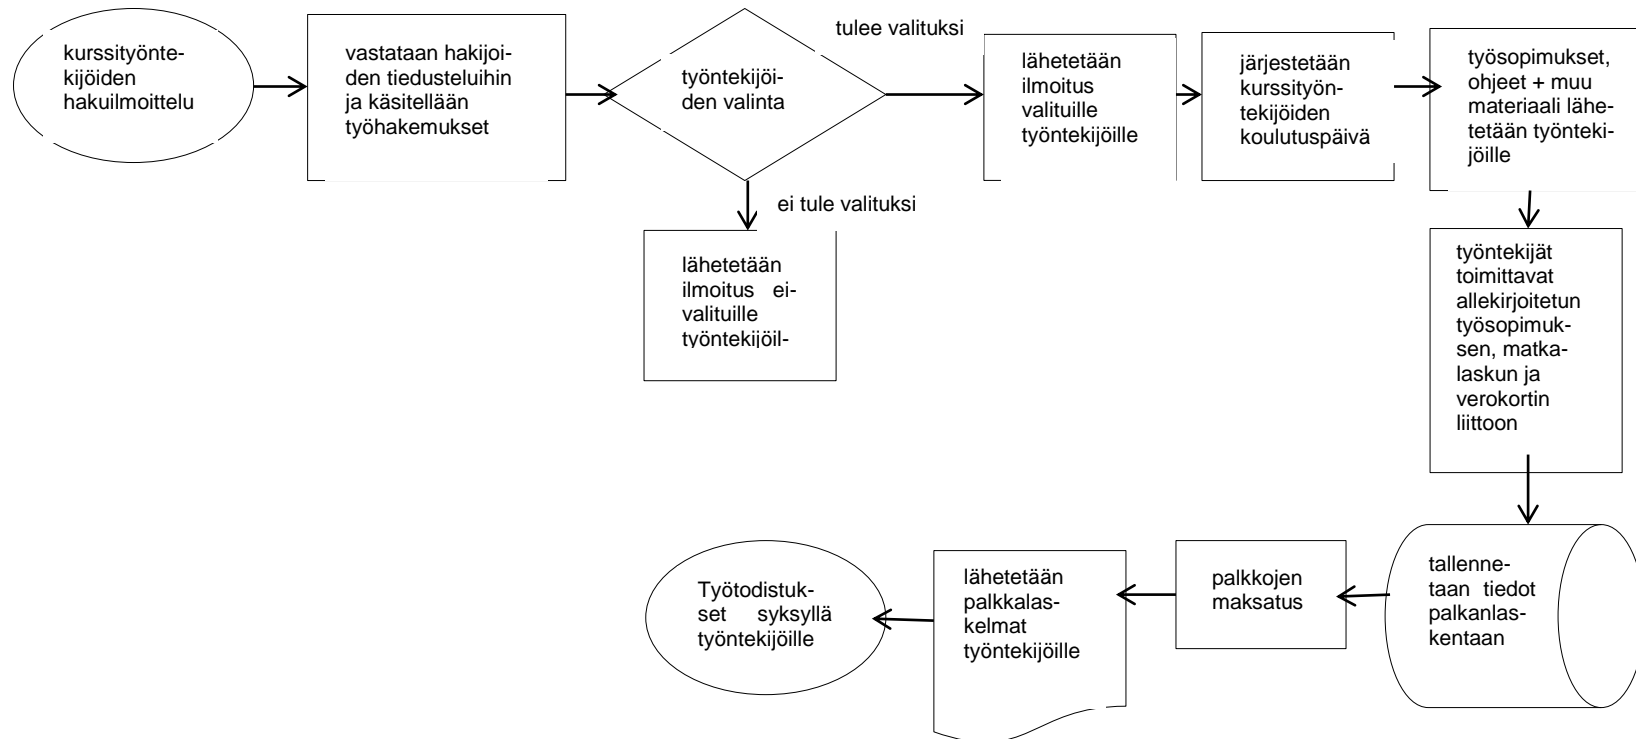 kurssityönte-
kijöiden
hakuilmoittelu
vastataan hakijoi-
den tiedusteluihin
ja käsitellään
työhakemukset
työntekijöi-
den valinta
tulee valituksi
lähetetään
ilmoitus
valituille
työntekijöille
järjestetään
kurssityön-
tekijöiden
koulutuspäivä
työsopimukset,
ohjeet + muu
materiaali lähe-
tetään työnteki-
jöille
ei tule valituksi
lähetetään
ilmoitus ei-
valituille
työntekijöil-
työntekijät
toimittavat
allekirjoitetun
työsopimuk-
sen, matka-
laskun ja
verokortin
liittoon
tallenne-
taan tiedot
palkanlas-
kentaan
palkkojen
maksatus
lähetetään
palkkalas-
kelmat
työntekijöille
Työtodistuk-
set syksyllä
työntekijöille